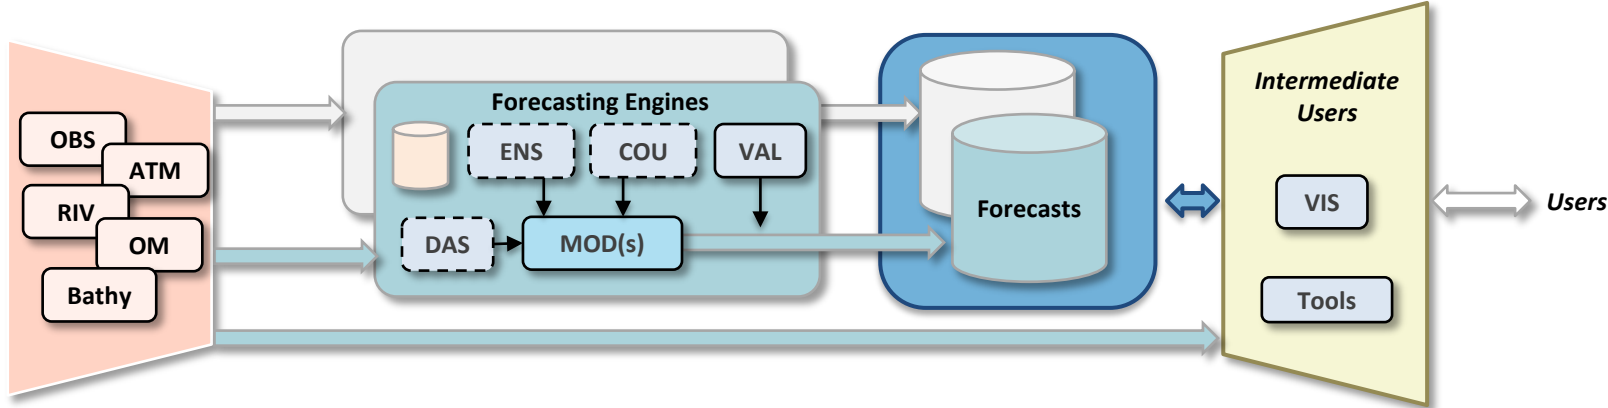 OBS
ATM
RIV
OM
Bathy
Forecasting Engines
ENS
COU
VAL
DAS
MOD(s)
Forecasts
Intermediate
Users
VIS
Tools
Users